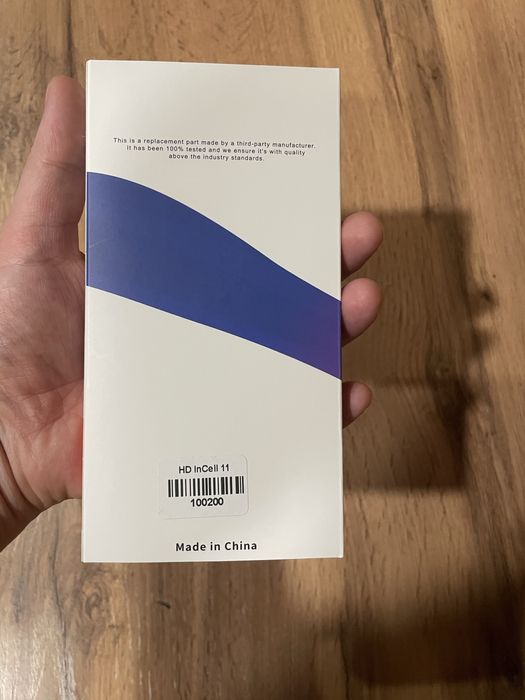 This is a replacement part made by a third-party manufacturer.
It has been 100% tested and we ensure it's with quality
above the industry standards.
HD InCell 11
100200
Made in China